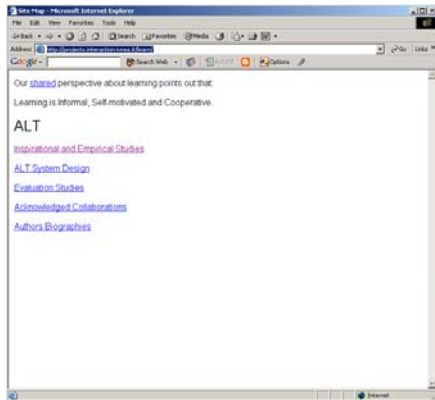 Site Map - Microsoft Internet Explorer
File Edit View Favorites Tools Help
Back Search Favorites Media
Address Go Links
Google Search Web Options
Our shared perspective about learning points out that
Learning is Informal, Self-motivated and Cooperative
ALT
Inspirational and Empirical Studies
ALT System Design
Evaluation Studies
Acknowledged Collaborations
Authors Biographies
Internet